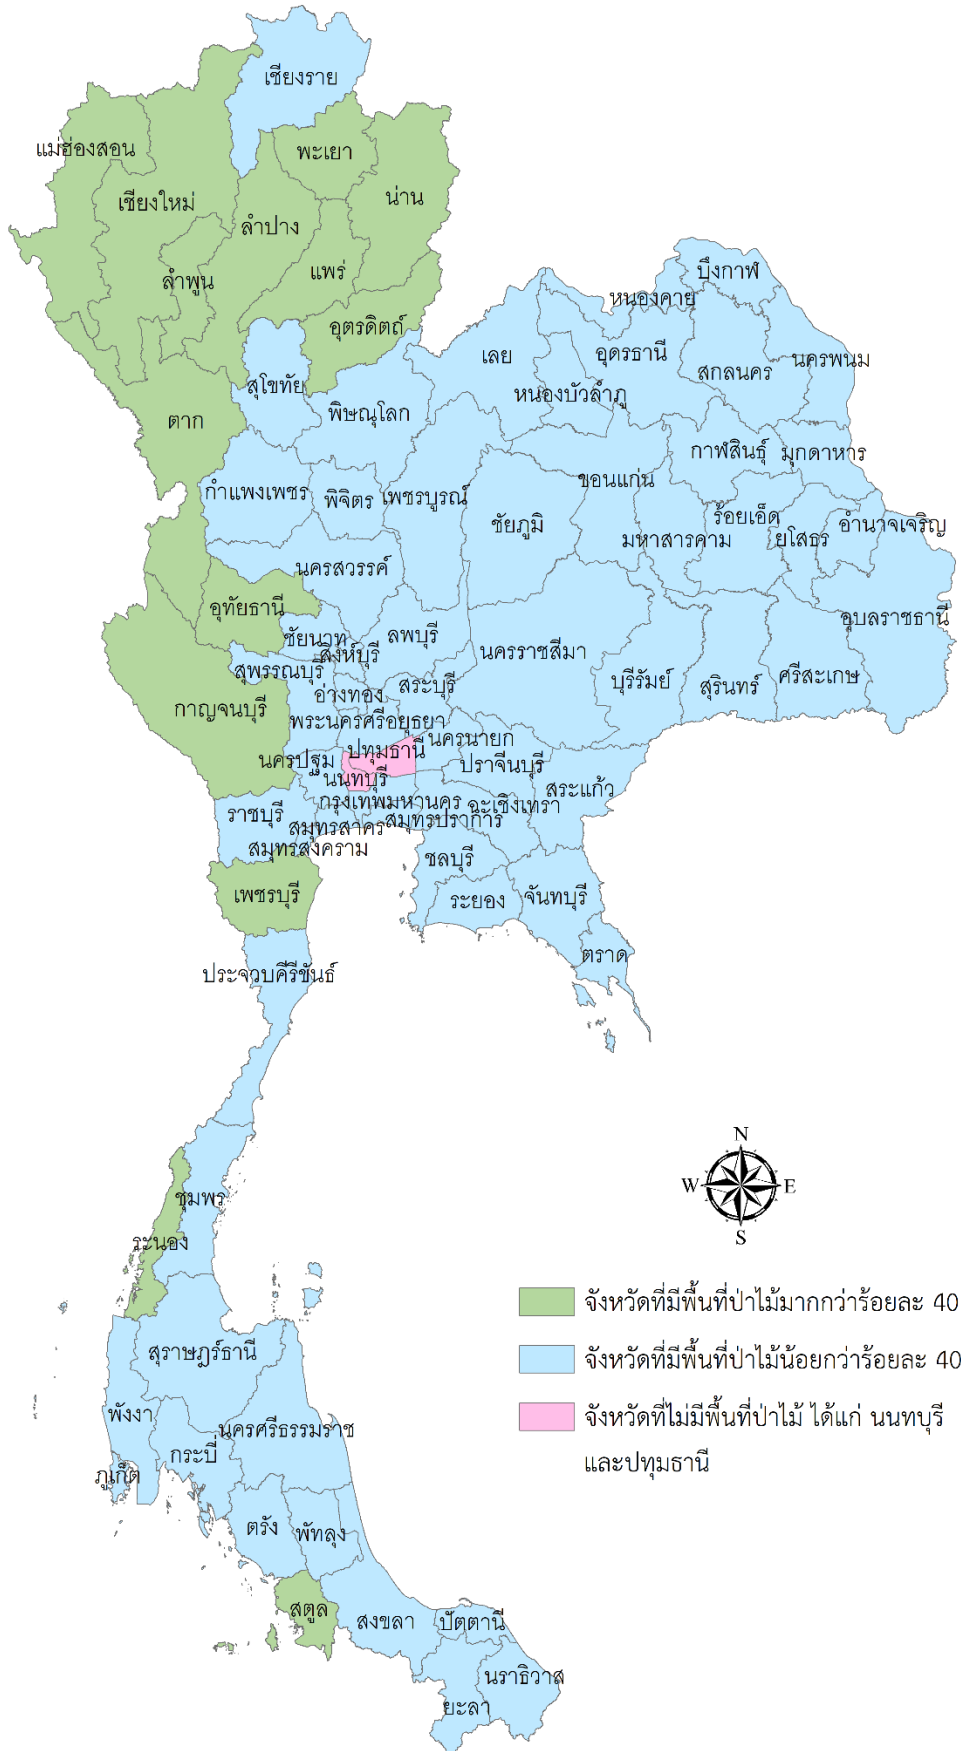 เชียงราย
แม่ฮ่องสอน
พะเยา
เชียงใหม่
น่าน
ลำปาง
แพร่
ลำพูน
บึงกาฬ
หนองคาย
อุตรดิตถ์
เลย
อุดรธานี
นครพนม
สกลนคร
สุโขทัย
หนองบัวลำภู
พิษณุโลก
ตาก
กาฬสินธุ์
มุกดาหาร
ขอนแก่น
กำแพงเพชร
พิจิตร
เพชรบูรณ์
ชัยภูมิ
ร้อยเอ็ด
อำนาจเจริญ
มหาสารคาม
ยโสธร
นครสวรรค์
อุทัยธานี
อุบลราชธานี
ชัยนาท
ลพบุรี
สิงห์บุรี
นครราชสีมา
สุพรรณบุรี
สระบุรี
บุรีรัมย์
สุรินทร์
ศรีสะเกษ
อ่างทอง
กาญจนบุรี
พระนครศรีอยุธยา
นครนายก
ปทุมธานี
นครปฐม
ปราจีนบุรี
นนทบุรี
สระแก้ว
กรุงเทพมหานคร
ฉะเชิงเทรา
ราชบุรี
สมุทรสาคร
สมุทรปราการ
สมุทรสงคราม
ชลบุรี
เพชรบุรี
ระยอง
จันทบุรี
ตราด
ประจวบคีรีขันธ์
N
W
E
S
ชุมพร
ระนอง
จังหวัดที่มีพื้นที่ป่าไม้มากกว่าร้อยละ 40
สุราษฎร์ธานี
จังหวัดที่มีพื้นที่ป่าไม้น้อยกว่าร้อยละ 40
พังงา
นครศรีธรรมราช
จังหวัดที่ไม่มีพื้นที่ป่าไม้ ได้แก่ นนทบุรี
และปทุมธานี
กระบี่
ภูเก็ต
ตรัง
พัทลุง
สตูล
สงขลา
ปัตตานี
นราธิวาส
ยะลา